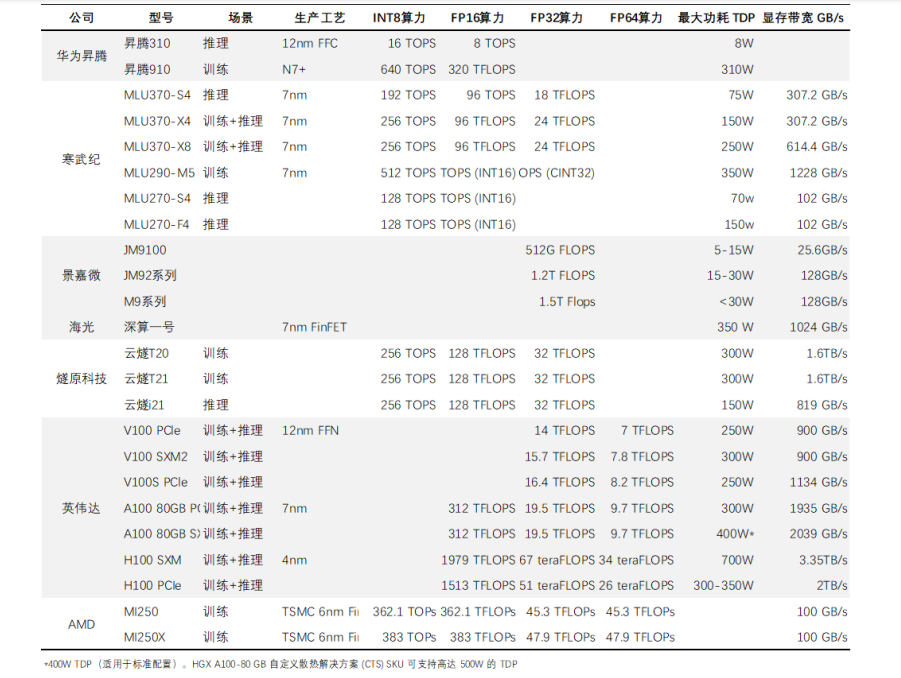 公司 型号 场景 生产工艺 INT8算力 FP16算力 FP32算力 FP64算力 最大功耗 TDP 显存带宽 GB/s
华为昇腾
昇腾310 推理 12nm FFC 16 TOPS 8 TOPS 8W
昇腾910 训练 N7+ 640 TOPS 320 TFLOPS 310W
寒武纪
MLU370-S4 推理 7nm 192 TOPS 96 TOPS 18 TFLOPS 75W 307.2 GB/s
MLU370-X4 训练+推理 7nm 256 TOPS 96 TFLOPS 24 TFLOPS 150W 307.2 GB/s
MLU370-X8 训练+推理 7nm 256 TOPS 96 TFLOPS 24 TFLOPS 250W 614.4 GB/s
MLU290-M5 训练 7nm 512 TOPS TOPS (INT16) OPS (CINT32) 350W 1228 GB/s
MLU270-S4 推理 128 TOPS TOPS (INT16) 70w 102 GB/s
MLU270-F4 推理 128 TOPS TOPS (INT16) 150w 102 GB/s
景嘉微
JM9100 512G FLOPS 5-15W 25.6GB/s
JM92系列 1.2T FLOPS 15-30W 128GB/s
M9系列 1.5T Flops <30W 128GB/s
海光 深算一号 7nm FinFET 350 W 1024 GB/s
燧原科技
云燧T20 训练 256 TOPS 128 TFLOPS 32 TFLOPS 300W 1.6TB/s
云燧T21 训练 256 TOPS 128 TFLOPS 32 TFLOPS 300W 1.6TB/s
云燧i21 推理 256 TOPS 128 TFLOPS 32 TFLOPS 150W 819 GB/s
英伟达
V100 PCle 训练+推理 12nm FFN 14 TFLOPS 7 TFLOPS 250W 900 GB/s
V100 SXM2 训练+推理 15.7 TFLOPS 7.8 TFLOPS 300W 900 GB/s
V100S PCle 训练+推理 16.4 TFLOPS 8.2 TFLOPS 250W 1134 GB/s
A100 80GB PC 训练+推理 7nm 312 TFLOPS 19.5 TFLOPS 9.7 TFLOPS 300W 1935 GB/s
A100 80GB SX 训练+推理 312 TFLOPS 19.5 TFLOPS 9.7 TFLOPS 400W* 2039 GB/s
H100 SXM 训练+推理 4nm 1979 TFLOPS 67 teraFLOPS 34 teraFLOPS 700W 3.35TB/s
H100 PCle 训练+推理 1513 TFLOPS 51 teraFLOPS 26 teraFLOPS 300-350W 2TB/s
AMD
MI250 训练 TSMC 6nm Fi 362.1 TOPs 362.1 TFLOPs 45.3 TFLOPs 45.3 TFLOPs 100 GB/s
MI250X 训练 TSMC 6nm Fi 383 TOPs 383 TFLOPs 47.9 TFLOPs 47.9 TFLOPs 100 GB/s
*400W TDP（适用于标准配置）。HGX A100-80 GB 自定义散热解决方案 (CTS) SKU 可支持高达 500W 的 TDP